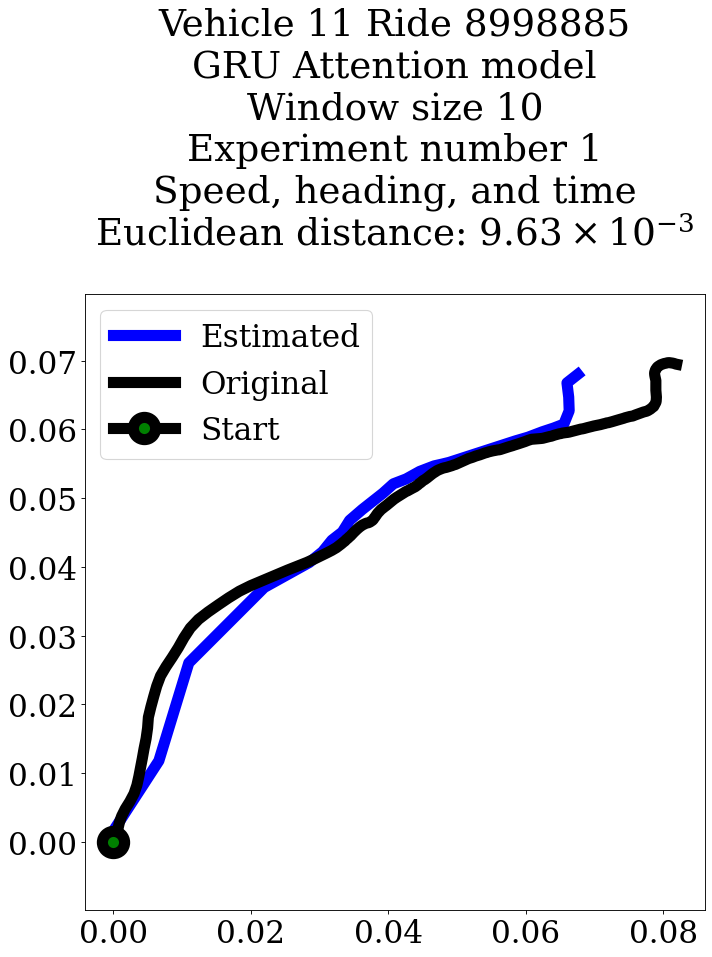 Vehicle 11 Ride 8998885
GRU Attention model
Window size 10
Experiment number 1
Speed, heading, and time
Euclidean distance: 9.63 × 10⁻³
Estimated
Original
Start
0.07
0.06
0.05
0.04
0.03
0.02
0.01
0.00
0.00 0.02 0.04 0.06 0.08